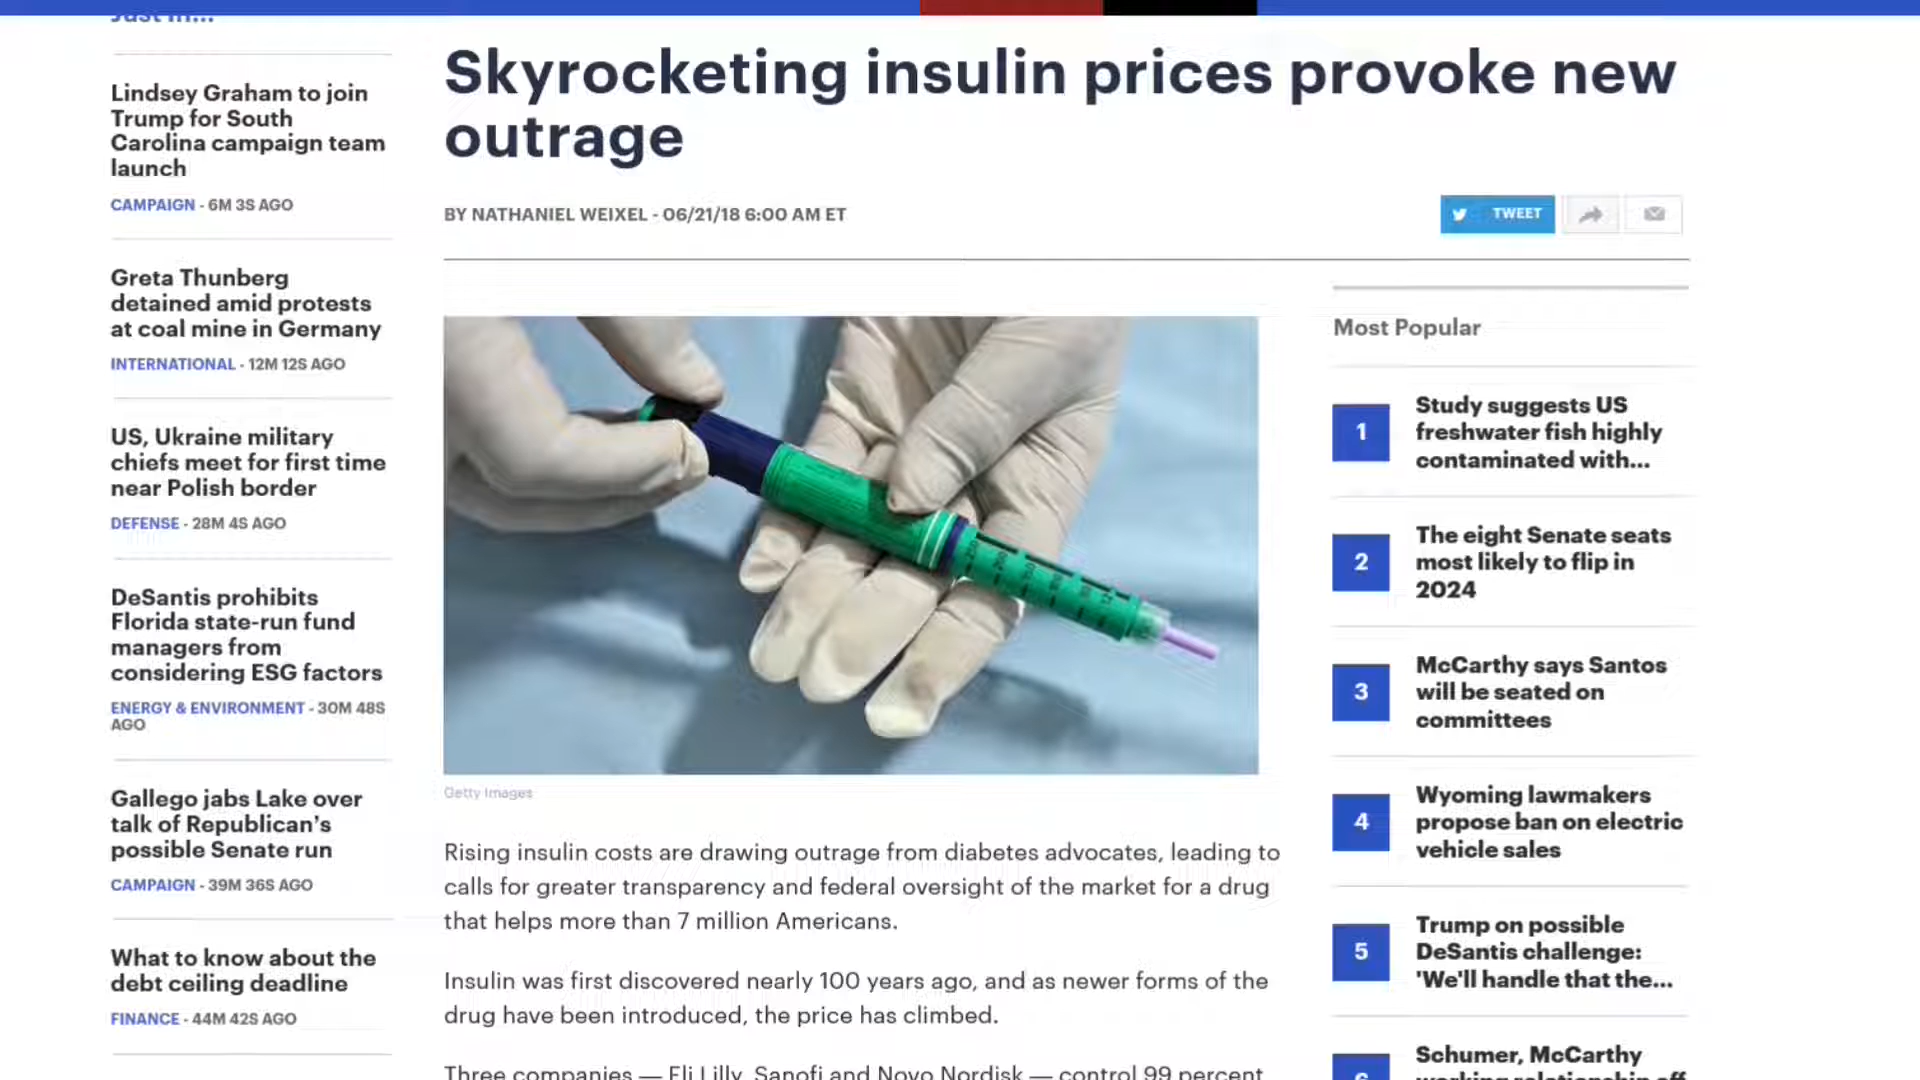 Just in...
Lindsey Graham to join
Trump for South
Carolina campaign team
launch
CAMPAIGN - 6M 3S AGO
Greta Thunberg
detained amid protests
at coal mine in Germany
INTERNATIONAL - 12M 12S AGO
US, Ukraine military
chiefs meet for first time
near Polish border
DEFENSE - 28M 4S AGO
DeSantis prohibits
Florida state-run fund
managers from
considering ESG factors
ENERGY & ENVIRONMENT - 30M 48S
AGO
Gallego jabs Lake over
talk of Republican's
possible Senate run
CAMPAIGN - 39M 36S AGO
What to know about the
debt ceiling deadline
FINANCE - 44M 42S AGO
Skyrocketing insulin prices provoke new
outrage
BY NATHANIEL WEIXEL - 06/21/18 6:00 AM ET
TWEET
Getty Images
Rising insulin costs are drawing outrage from diabetes advocates, leading to
calls for greater transparency and federal oversight of the market for a drug
that helps more than 7 million Americans.
Insulin was first discovered nearly 100 years ago, and as newer forms of the
drug have been introduced, the price has climbed.
Three companies — Eli Lilly, Sanofi and Novo Nordisk — control 99 percent
Most Popular
1
Study suggests US
freshwater fish highly
contaminated with...
2
The eight Senate seats
most likely to flip in
2024
3
McCarthy says Santos
will be seated on
committees
4
Wyoming lawmakers
propose ban on electric
vehicle sales
5
Trump on possible
DeSantis challenge:
'We'll handle that the...
6
Schumer, McCarthy
working relationship off